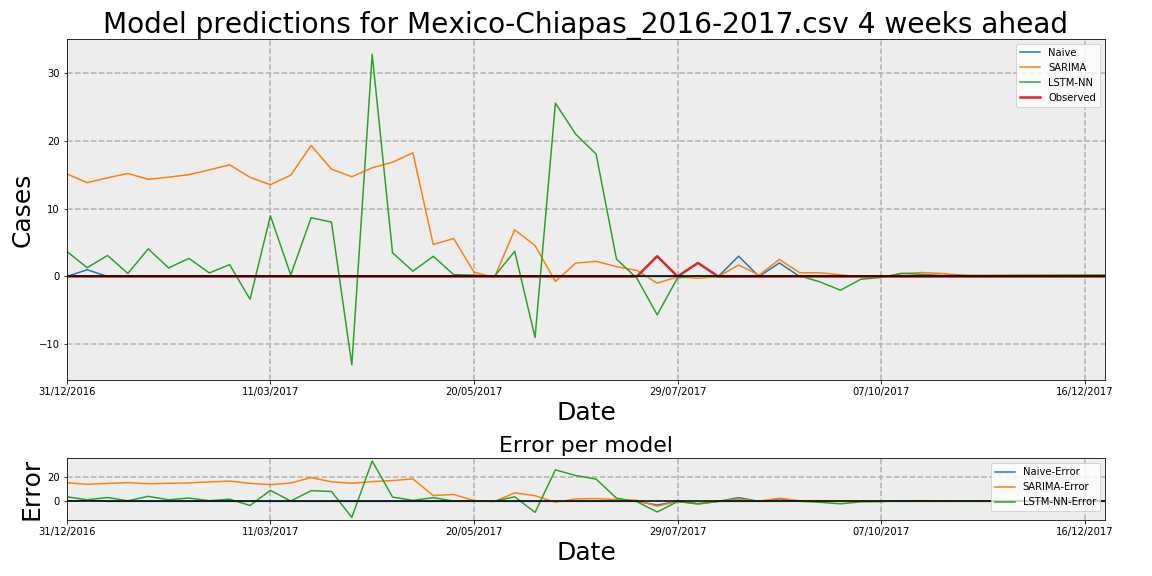 Model predictions for Mexico-Chiapas_2016-2017.csv 4 weeks ahead
Cases
30
20
10
0
−10
Naive
SARIMA
LSTM-NN
Observed
31/12/2016 11/03/2017 20/05/2017 29/07/2017 07/10/2017 16/12/2017
Date
Error per model
Error
20
0
Naive-Error
SARIMA-Error
LSTM-NN-Error
31/12/2016 11/03/2017 20/05/2017 29/07/2017 07/10/2017 16/12/2017
Date